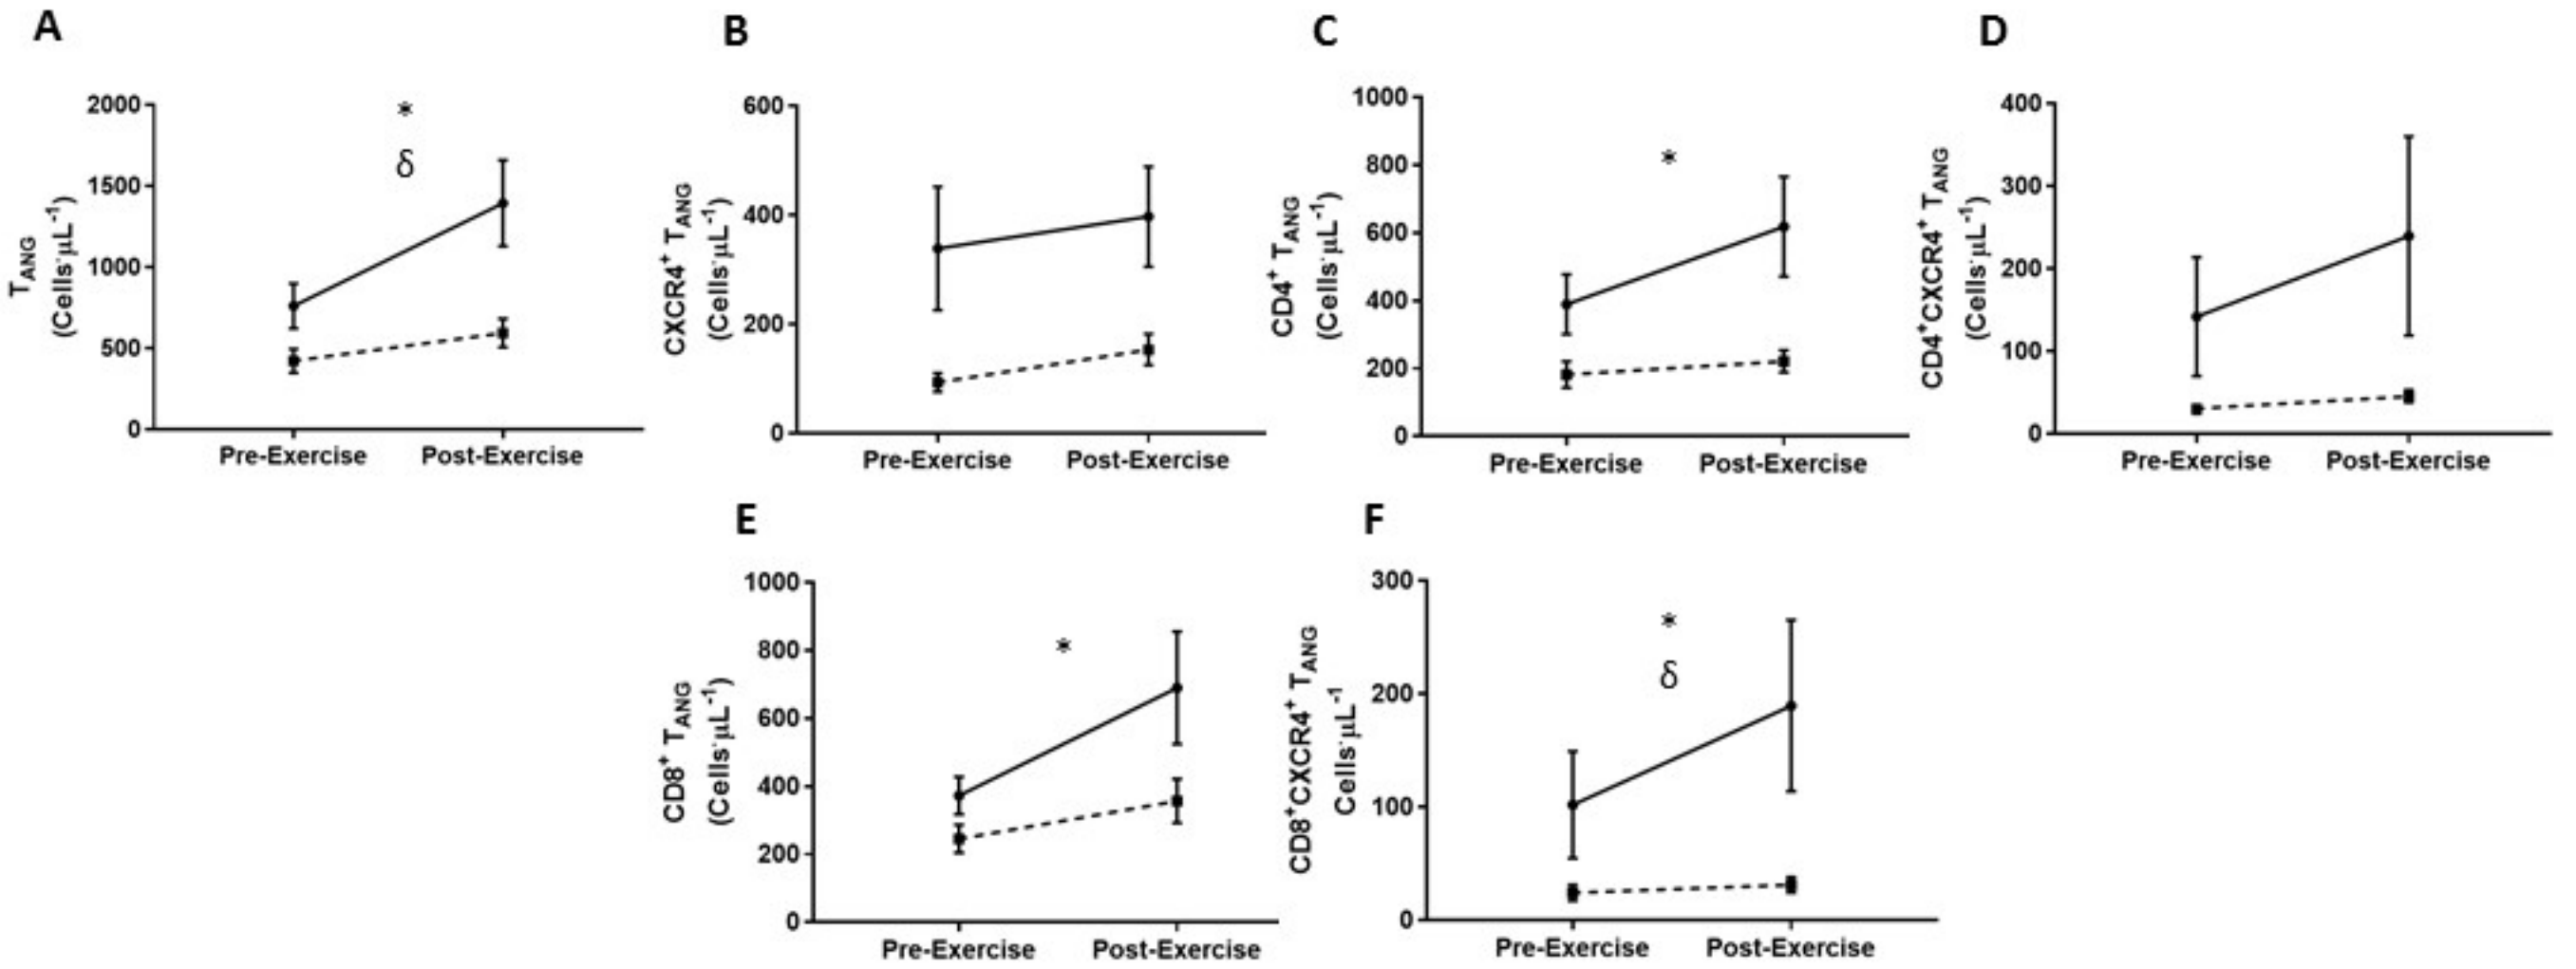 A
2000
1500
1000
500
0
*
δ
T_ANG
(Cells·μL⁻¹)
Pre-Exercise Post-Exercise
B
600
400
200
0
CXCR4⁺ T_ANG
(Cells·μL⁻¹)
Pre-Exercise Post-Exercise
C
1000
800
600
400
200
0
*
CD4⁺ T_ANG
(Cells·μL⁻¹)
Pre-Exercise Post-Exercise
D
400
300
200
100
0
CD4⁺CXCR4⁺ T_ANG
(Cells·μL⁻¹)
Pre-Exercise Post-Exercise
E
1000
800
600
400
200
0
*
CD8⁺ T_ANG
(Cells·μL⁻¹)
Pre-Exercise Post-Exercise
F
300
200
100
0
*
δ
CD8⁺CXCR4⁺ T_ANG
Cells·μL⁻¹
Pre-Exercise Post-Exercise